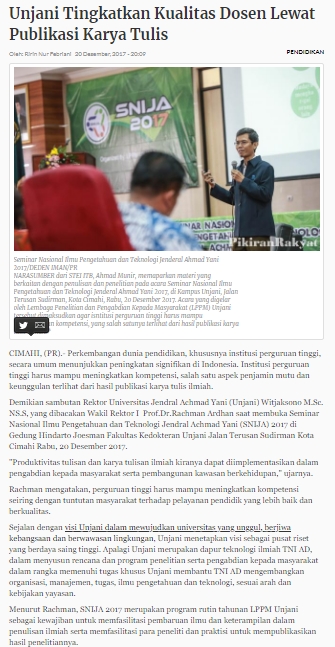 Unjani Tingkatkan Kualitas Dosen Lewat
Publikasi Karya Tulis
Oleh: Ririn Nur Febriani 20 Desember, 2017 - 20:09
PENDIDIKAN
SNIJA
2017
PikiranRakyat
Seminar Nasional Ilmu Pengetahuan dan Teknologi Jenderal Ahmad Yani
2017/DEDEN IMAN/PR
NARASUMBER dari STEI ITB, Ahmad Munir, memaparkan materi yang
berkaitan dengan penulisan dan penelitian pada acara Seminar Nasional Ilmu
Pengetahuan dan Teknologi Jenderal Ahmad Yani 2017, di Kampus Unjani, Jalan
Terusan Sudirman, Kota Cimahi, Rabu, 20 Desember 2017. Acara yang digelar
oleh Lembaga Penelitian dan Pengabdian Kepada Masyarakat (LPPM) Unjani
agar institusi perguruan tinggi harus mampu
kompetensi, yang salah satunya terlihat dari hasil publikasi karya
CIMAHI, (PR).- Perkembangan dunia pendidikan, khususnya institusi perguruan tinggi,
secara umum menunjukkan peningkatan signifikan di Indonesia. Institusi perguruan
tinggi harus mampu meningkatkan kompetensi, salah satu aspek penjamin mutu dan
keunggulan terlihat dari hasil publikasi karya tulis ilmiah.
Demikian sambutan Rektor Universitas Jendral Achmad Yani (Unjani) Witjaksono M.Sc.
NS.S, yang dibacakan Wakil Rektor I Prof.Dr.Rachman Ardhan saat membuka Seminar
Nasional Ilmu Pengetahuan dan Teknologi Jendral Achmad Yani (SNIJA) 2017 di
Gedung Hindarto Joesman Fakultas Kedokteran Unjani Jalan Terusan Sudirman Kota
Cimahi Rabu, 20 Desember 2017.
"Produktivitas tulisan dan karya tulisan ilmiah kiranya dapat diimplementasikan dalam
pengabdian kepada masyarakat serta pembangunan kawasan berkehidupan," ujarnya.
Rachman mengatakan, perguruan tinggi harus mampu meningkatkan kompetensi
seiring dengan tuntutan masyarakat terhadap pelayanan pendidik yang lebih baik dan
berkualitas.
Sejalan dengan visi Unjani dalam mewujudkan universitas yang unggul, berjiwa
kebangsaan dan berwawasan lingkungan, Unjani menetapkan visi sebagai pusat riset
yang berdaya saing tinggi. Apalagi Unjani merupakan dapur teknologi ilmiah TNI AD,
dalam menyusun rencana dan program penelitian serta pengabdian kepada masyarakat
dalam rangka memenuhi tugas khusus Unjani membantu TNI AD mengembangkan
organisasi, manajemen, tugas, ilmu pengetahuan dan teknologi, sesuai arah dan
kebijakan yayasan.
Menurut Rachman, SNIJA 2017 merupakan program rutin tahunan LPPM Unjani
sebagai kewajiban untuk memfasilitasi pembaruan ilmu dan keterampilan dalam
penulisan ilmiah serta memfasilitasi para peneliti dan praktisi untuk mempublikasikan
hasil penelitiannya.